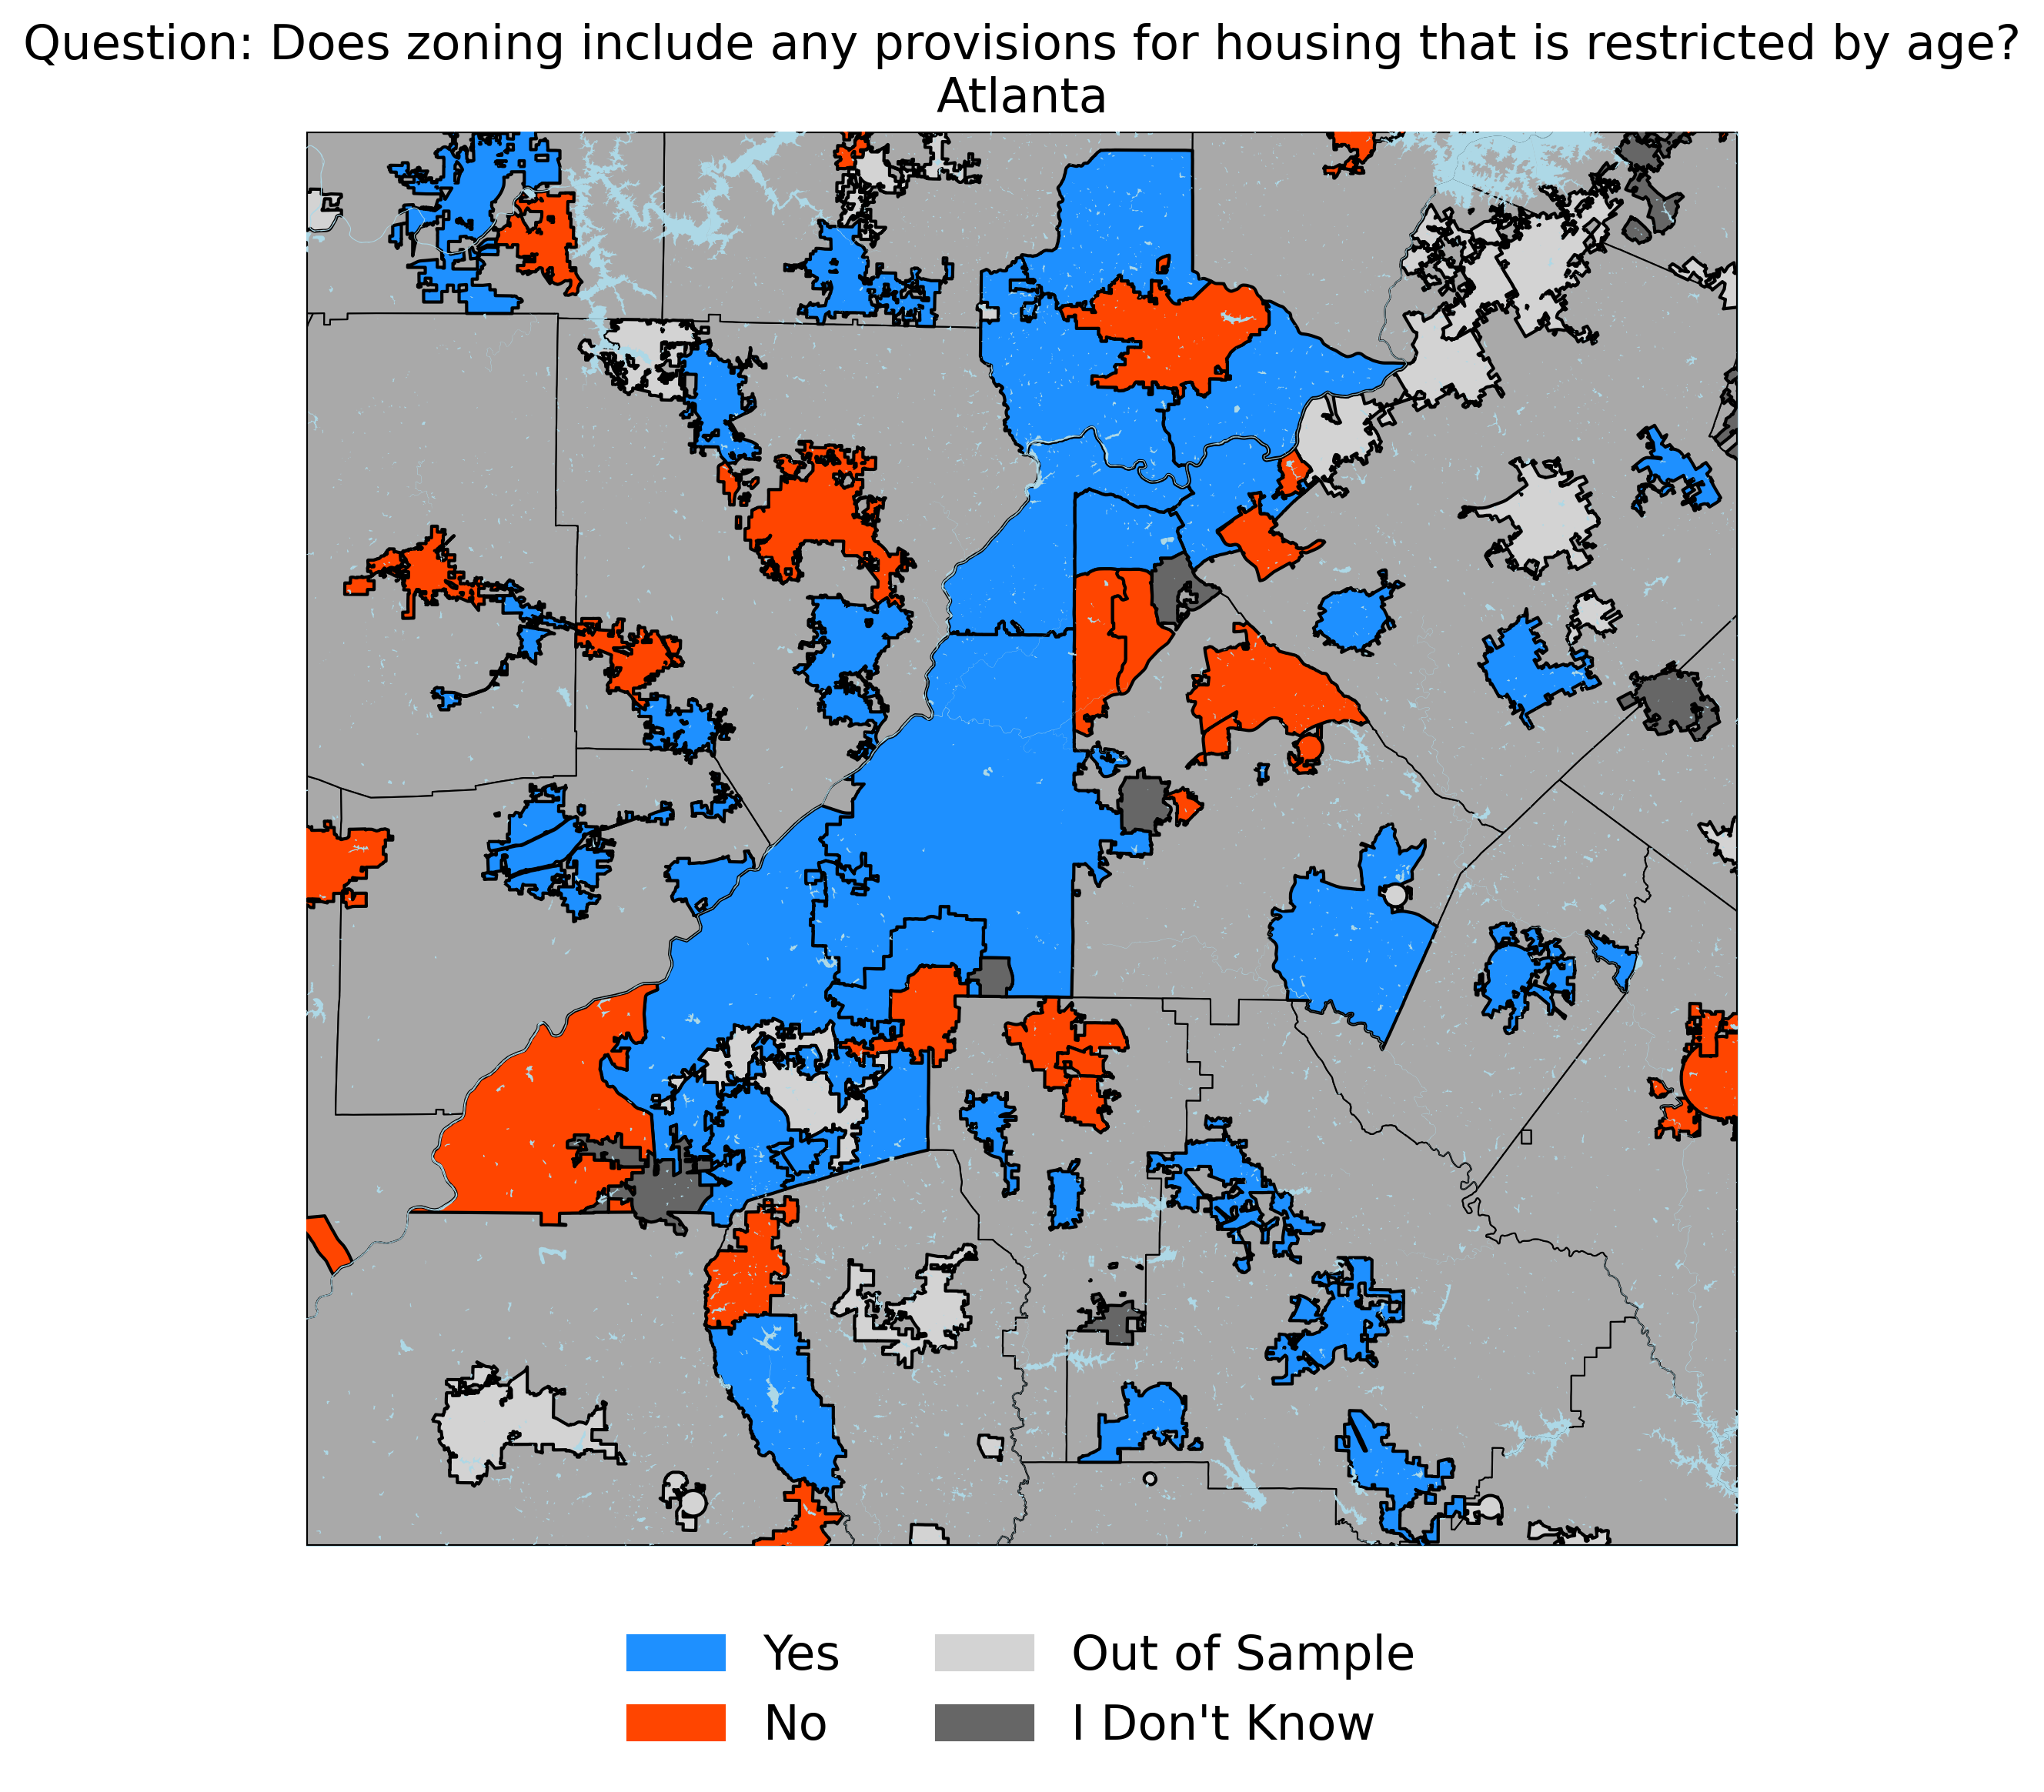 Question: Does zoning include any provisions for housing that is restricted by age?
Atlanta
Yes
No
Out of Sample
I Don't Know